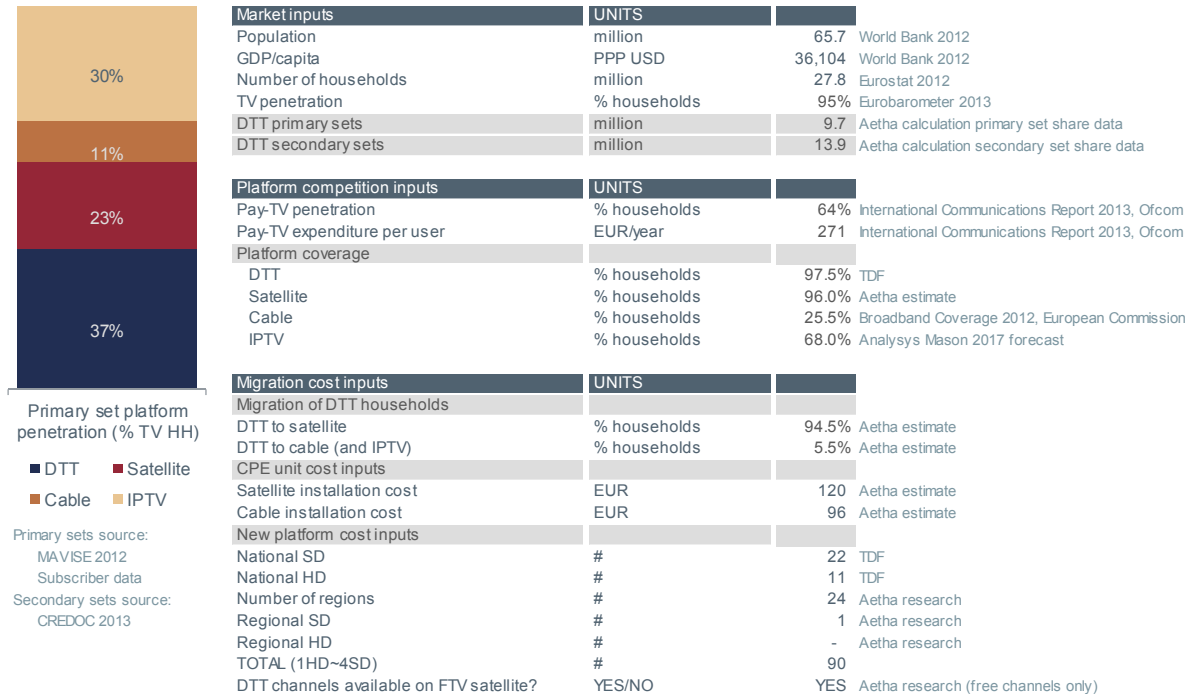 30%
11%
23%
37%
Primary set platform
penetration (% TV HH)
DTT Satellite
Cable IPTV
Primary sets source:
MAVISE 2012
Subscriber data
Secondary sets source:
CREDOC 2013
Market inputs UNITS
Population million 65.7 World Bank 2012
GDP/capita PPP USD 36,104 World Bank 2012
Number of households million 27.8 Eurostat 2012
TV penetration % households 95% Eurobarometer 2013
DTT primary sets million 9.7 Aetha calculation primary set share data
DTT secondary sets million 13.9 Aetha calculation secondary set share data
Platform competition inputs UNITS
Pay-TV penetration % households 64% International Communications Report 2013, Ofcom
Pay-TV expenditure per user EUR/year 271 International Communications Report 2013, Ofcom
Platform coverage
DTT % households 97.5% TDF
Satellite % households 96.0% Aetha estimate
Cable % households 25.5% Broadband Coverage 2012, European Commission
IPTV % households 68.0% Analysys Mason 2017 forecast
Migration cost inputs UNITS
Migration of DTT households
DTT to satellite % households 94.5% Aetha estimate
DTT to cable (and IPTV) % households 5.5% Aetha estimate
CPE unit cost inputs
Satellite installation cost EUR 120 Aetha estimate
Cable installation cost EUR 96 Aetha estimate
New platform cost inputs
National SD # 22 TDF
National HD # 11 TDF
Number of regions # 24 Aetha research
Regional SD # 1 Aetha research
Regional HD # - Aetha research
TOTAL (1HD~4SD) # 90
DTT channels available on FTV satellite? YES/NO YES Aetha research (free channels only)